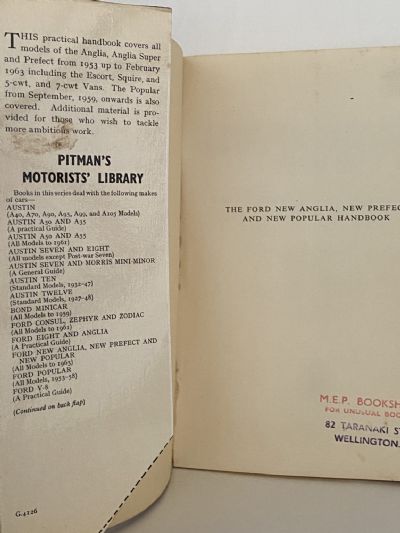 THIS practical handbook covers all
models of the Anglia, Anglia Super
and Prefect from 1953 up to February
1963 including the Escort, Squire, and
5-cwt, and 7-cwt Vans. The Popular
from September, 1959, onwards is also
covered. Additional material is pro-
vided for those who wish to tackle
more ambitious work.
PITMAN'S
MOTORISTS' LIBRARY
Books in this series deal with the following makes
of cars—
AUSTIN
(A40, A70, A90, A95, A99, and A105 Models)
AUSTIN A30 AND A35
(A practical Guide)
AUSTIN A50 AND A55
(All Models to 1961)
AUSTIN SEVEN AND EIGHT
(All models except Post-war Seven)
AUSTIN SEVEN AND MORRIS MINI-MINOR
(A General Guide)
AUSTIN TEN
(Standard Models, 1932-47)
AUSTIN TWELVE
(Standard Models, 1927-48)
BOND MINICAR
(All Models to 1959)
FORD CONSUL, ZEPHYR AND ZODIAC
(All Models to 1962)
FORD EIGHT AND ANGLIA
(A Practical Guide)
FORD NEW ANGLIA, NEW PREFECT AND
NEW POPULAR
(All Models to 1963)
FORD POPULAR
(All Models, 1953-58)
FORD V-8
(A Practical Guide)
(Continued on back flap)
G.4126
THE FORD NEW ANGLIA, NEW PREFECT
AND NEW POPULAR HANDBOOK
M.E.P. BOOKSH
FOR UNUSUAL BOO
82 TARANAKI ST
WELLINGTON.